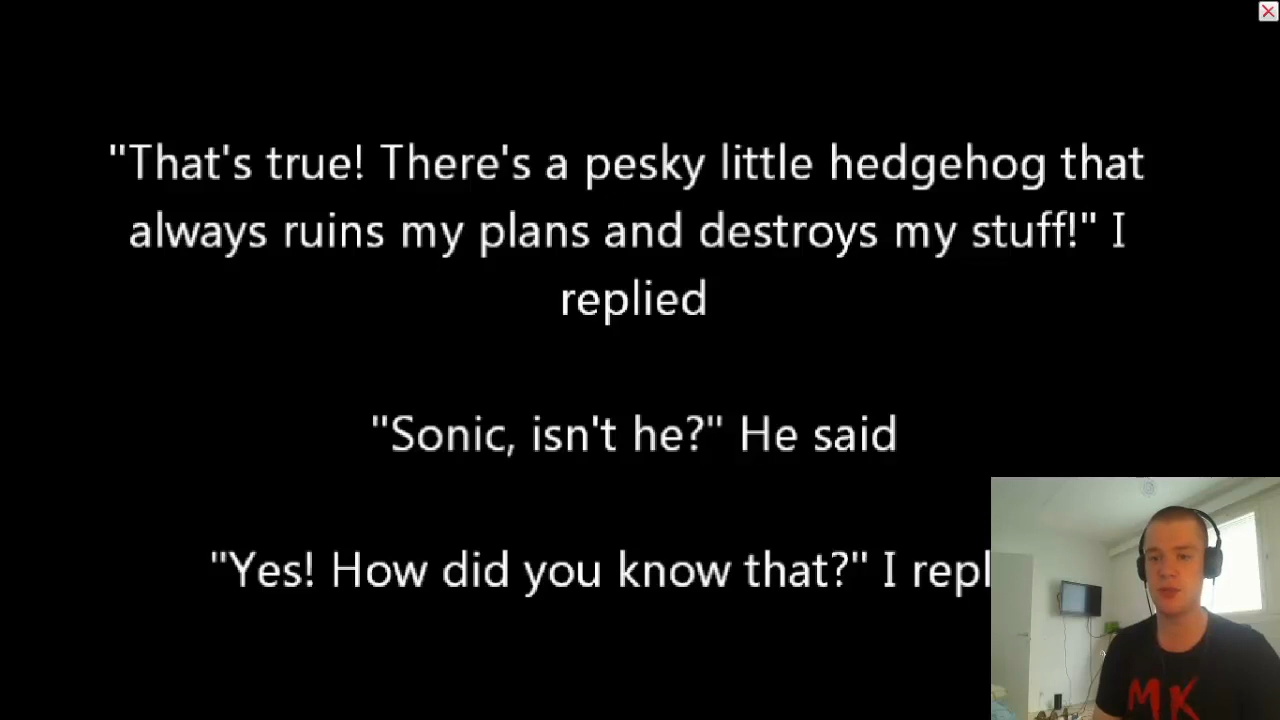 "That's true! There's a pesky little hedgehog that
always ruins my plans and destroys my stuff!" I
replied
"Sonic, isn't he?" He said
"Yes! How did you know that?" I repl
MK